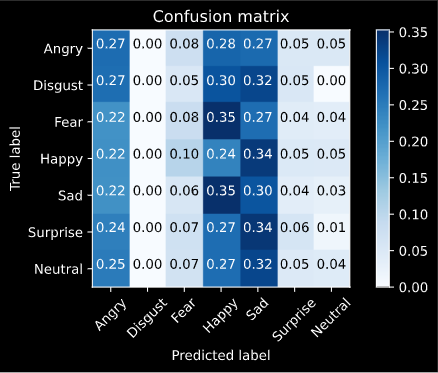 Confusion matrix
Angry 0.27 0.00 0.08 0.28 0.27 0.05 0.05
Disgust 0.27 0.00 0.05 0.30 0.32 0.05 0.00
Fear 0.22 0.00 0.08 0.35 0.27 0.04 0.04
Happy 0.22 0.00 0.10 0.24 0.34 0.05 0.05
Sad 0.22 0.00 0.06 0.35 0.30 0.04 0.03
Surprise 0.24 0.00 0.07 0.27 0.34 0.06 0.01
Neutral 0.25 0.00 0.07 0.27 0.32 0.05 0.04
Angry Disgust Fear Happy Sad Surprise Neutral
Predicted label
True label
0.35
0.30
0.25
0.20
0.15
0.10
0.05
0.00